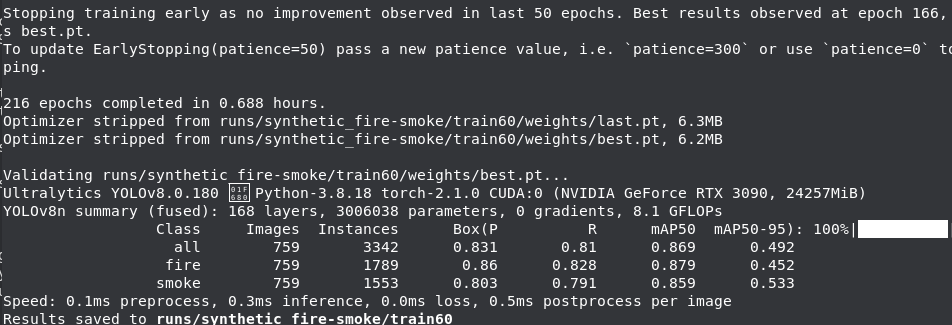 Stopping training early as no improvement observed in last 50 epochs. Best results observed at epoch 166,
s best.pt.
To update EarlyStopping(patience=50) pass a new patience value, i.e. `patience=300` or use `patience=0` to
ping.
216 epochs completed in 0.688 hours.
Optimizer stripped from runs/synthetic_fire-smoke/train60/weights/last.pt, 6.3MB
Optimizer stripped from runs/synthetic_fire-smoke/train60/weights/best.pt, 6.2MB
Validating runs/synthetic_fire-smoke/train60/weights/best.pt...
Ultralytics YOLOv8.0.180 01F680 Python-3.8.18 torch-2.1.0 CUDA:0 (NVIDIA GeForce RTX 3090, 24257MiB)
YOLOv8n summary (fused): 168 layers, 3006038 parameters, 0 gradients, 8.1 GFLOPs
Class Images Instances Box(P R mAP50 mAP50-95): 100%|
all 759 3342 0.831 0.81 0.869 0.492
fire 759 1789 0.86 0.828 0.879 0.452
smoke 759 1553 0.803 0.791 0.859 0.533
Speed: 0.1ms preprocess, 0.3ms inference, 0.0ms loss, 0.5ms postprocess per image
Results saved to runs/synthetic_fire-smoke/train60